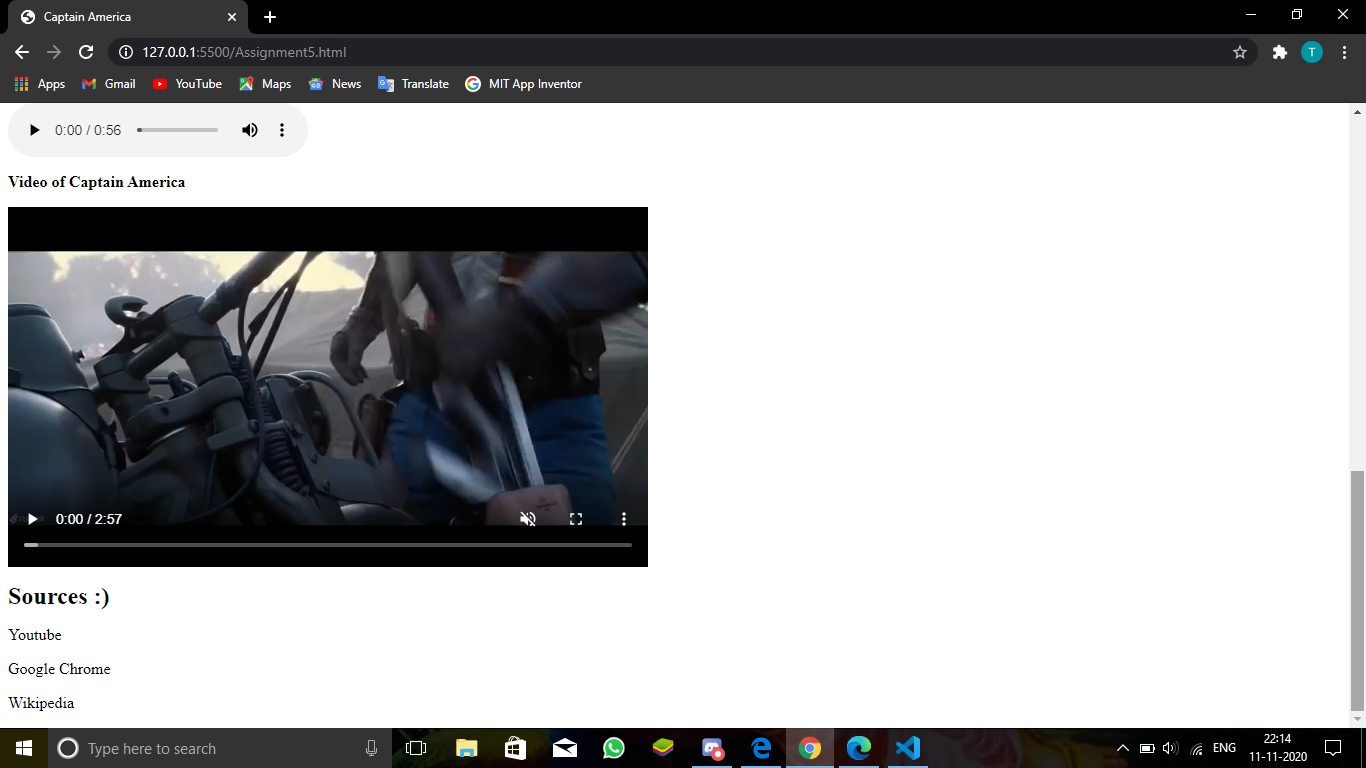 Captain America
127.0.0.1:5500/Assignment5.html
Apps Gmail YouTube Maps News Translate MIT App Inventor
T
0:00 / 0:56
Video of Captain America
0:00 / 2:57
Sources :)
Youtube
Google Chrome
Wikipedia
Type here to search
ENG
22:14
11-11-2020